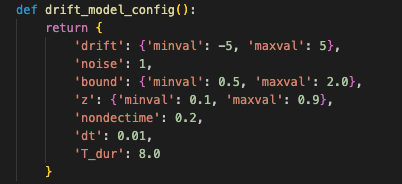 def drift_model_config():
    return {
        'drift': {'minval': -5, 'maxval': 5},
        'noise': 1,
        'bound': {'minval': 0.5, 'maxval': 2.0},
        'z': {'minval': 0.1, 'maxval': 0.9},
        'nondectime': 0.2,
        'dt': 0.01,
        'T_dur': 8.0
    }